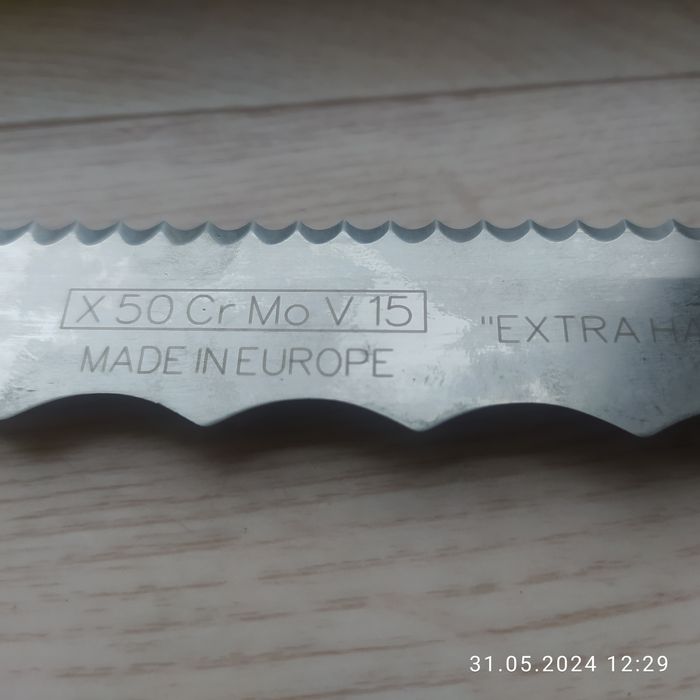 X 50 Cr Mo V 15
"EXTRA
MADE IN EUROPE
31.05.2024 12:29